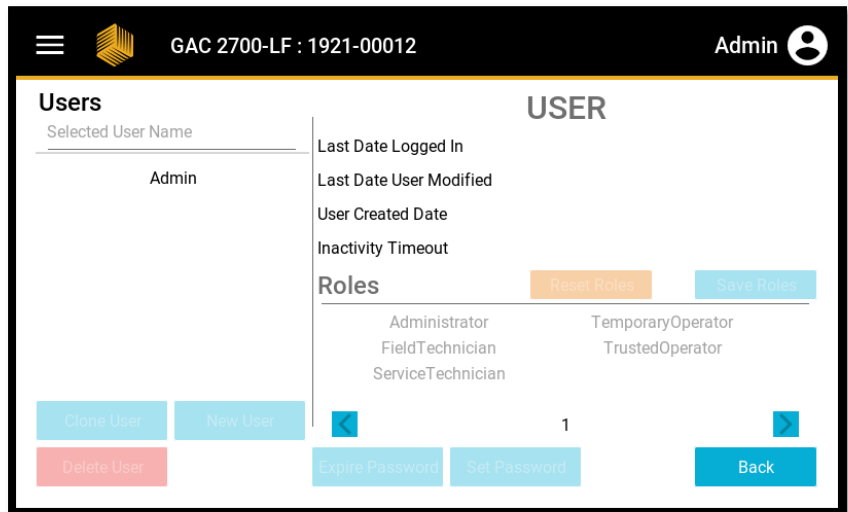 GAC 2700-LF : 1921-00012
Admin
Users
Selected User Name
Admin
USER
Last Date Logged In
Last Date User Modified
User Created Date
Inactivity Timeout
Roles
Reset Roles
Save Roles
Administrator
TemporaryOperator
FieldTechnician
TrustedOperator
ServiceTechnician
Clone User
New User
1
Delete User
Expire Password
Set Password
Back